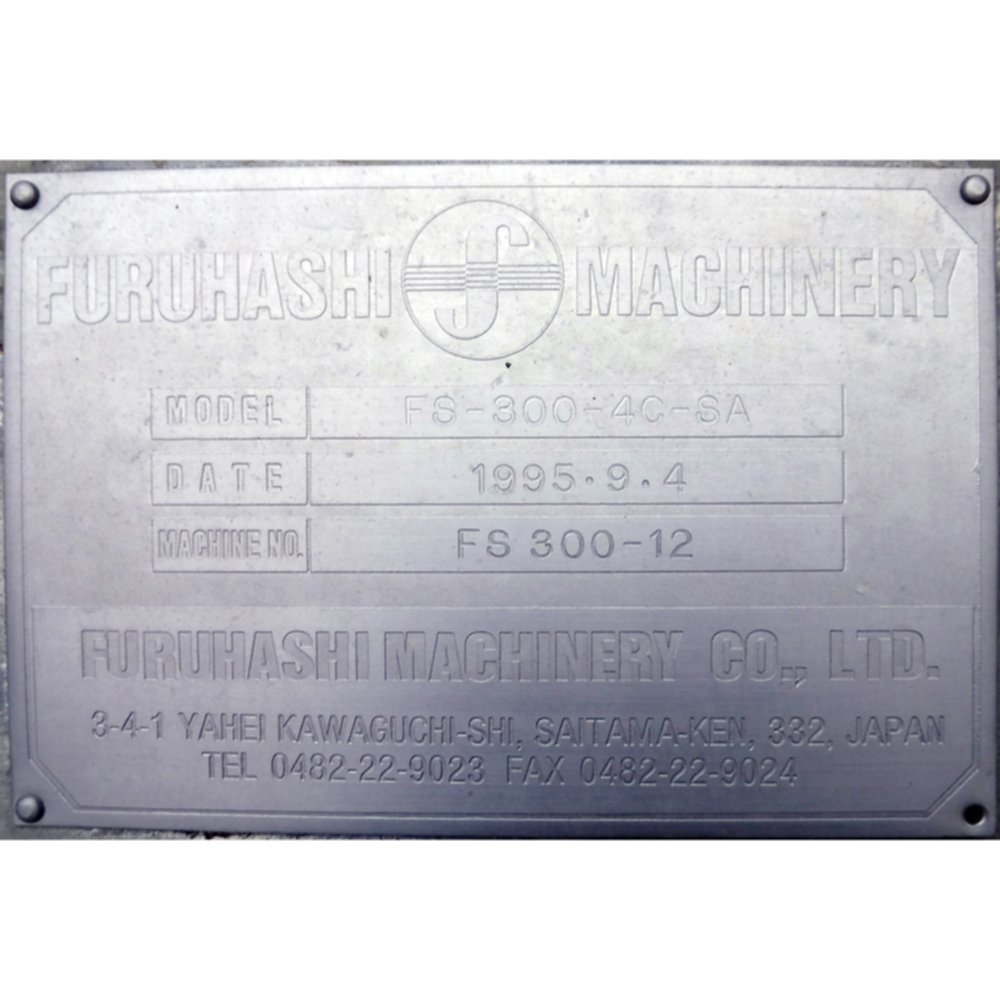 FURUHASHI f MACHINERY
MODEL FS-300-4C-SA
DATE 1995·9.4
MACHINE NO. FS 300-12
FURUHASHI MACHINERY CO., LTD.
3-4-1 YAHEI KAWAGUCHI-SHI, SAITAMA-KEN, 332, JAPAN
TEL 0482-22-9023 FAX 0482-22-9024